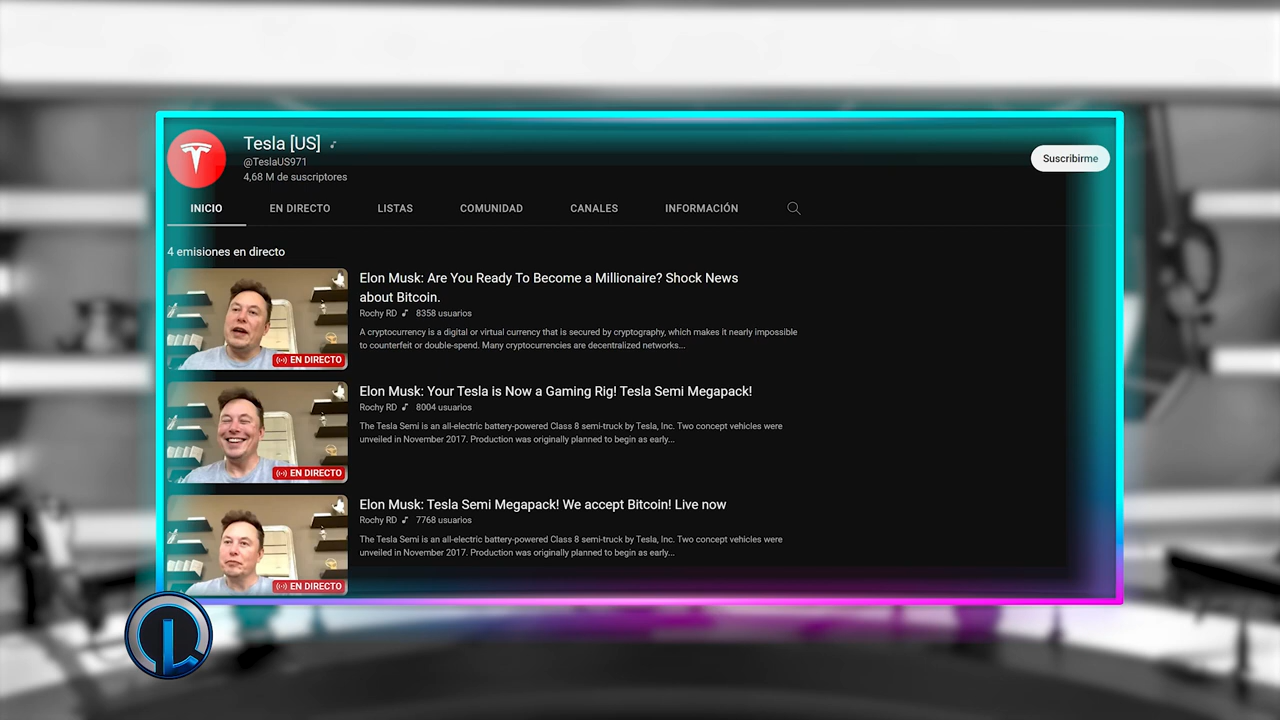 Tesla [US]
@TeslaUS971
4,68 M de suscriptores
Suscribirme
INICIO
EN DIRECTO
LISTAS
COMUNIDAD
CANALES
INFORMACIÓN
4 emisiones en directo
EN DIRECTO
Elon Musk: Are You Ready To Become a Millionaire? Shock News
about Bitcoin.
Rochy RD 8358 usuarios
A cryptocurrency is a digital or virtual currency that is secured by cryptography, which makes it nearly impossible
to counterfeit or double-spend. Many cryptocurrencies are decentralized networks...
EN DIRECTO
Elon Musk: Your Tesla is Now a Gaming Rig! Tesla Semi Megapack!
Rochy RD 8004 usuarios
The Tesla Semi is an all-electric battery-powered Class 8 semi-truck by Tesla, Inc. Two concept vehicles were
unveiled in November 2017. Production was originally planned to begin as early...
EN DIRECTO
Elon Musk: Tesla Semi Megapack! We accept Bitcoin! Live now
Rochy RD 7768 usuarios
The Tesla Semi is an all-electric battery-powered Class 8 semi-truck by Tesla, Inc. Two concept vehicles were
unveiled in November 2017. Production was originally planned to begin as early...